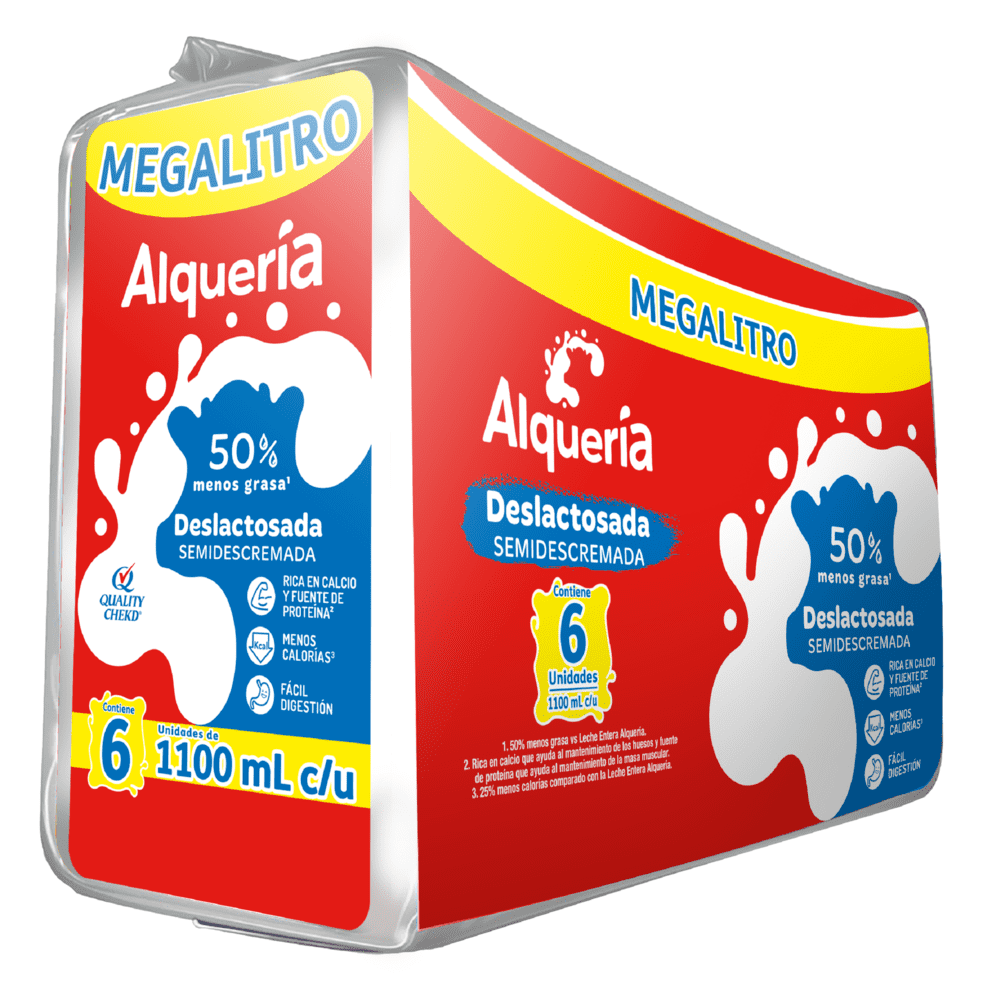 MEGALITRO
Alquería
50%
menos grasa¹
Deslactosada
SEMIDESCREMADA
RICA EN CALCIO
Y FUENTE DE
PROTEÍNA²
Kcal
MENOS
CALORÍAS³
FÁCIL
DIGESTIÓN
QUALITY
CHEKD®
Contiene
6
Unidades de
1100 mL c/u
MEGALITRO
Alquería
Deslactosada
SEMIDESCREMADA
Contiene
6
Unidades
1100 mL c/u
1. 50% menos grasa vs Leche Entera Alquería.
2. Rica en calcio que ayuda al mantenimiento de los huesos y fuente
de proteína que ayuda al mantenimiento de la masa muscular.
3. 25% menos calorías comparado con la Leche Entera Alquería.
50%
menos grasa¹
Deslactosada
SEMIDESCREMADA
RICA EN CALCIO
Y FUENTE DE
PROTEÍNA²
Kcal
MENOS
CALORÍAS³
FÁCIL
DIGESTIÓN